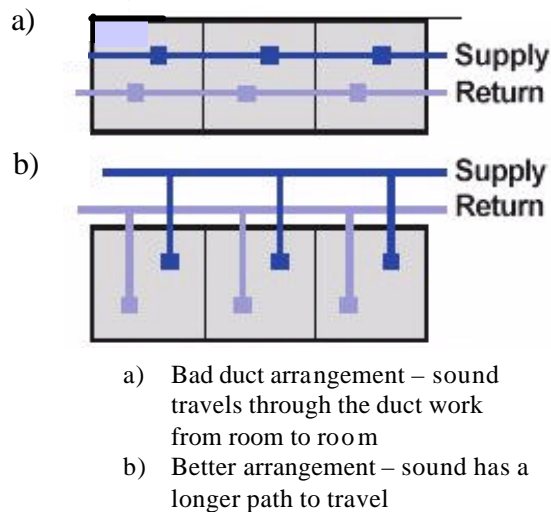 a)
Supply
Return
b)
Supply
Return
a) Bad duct arrangement – sound
travels through the duct work
from room to room
b) Better arrangement – sound has a
longer path to travel